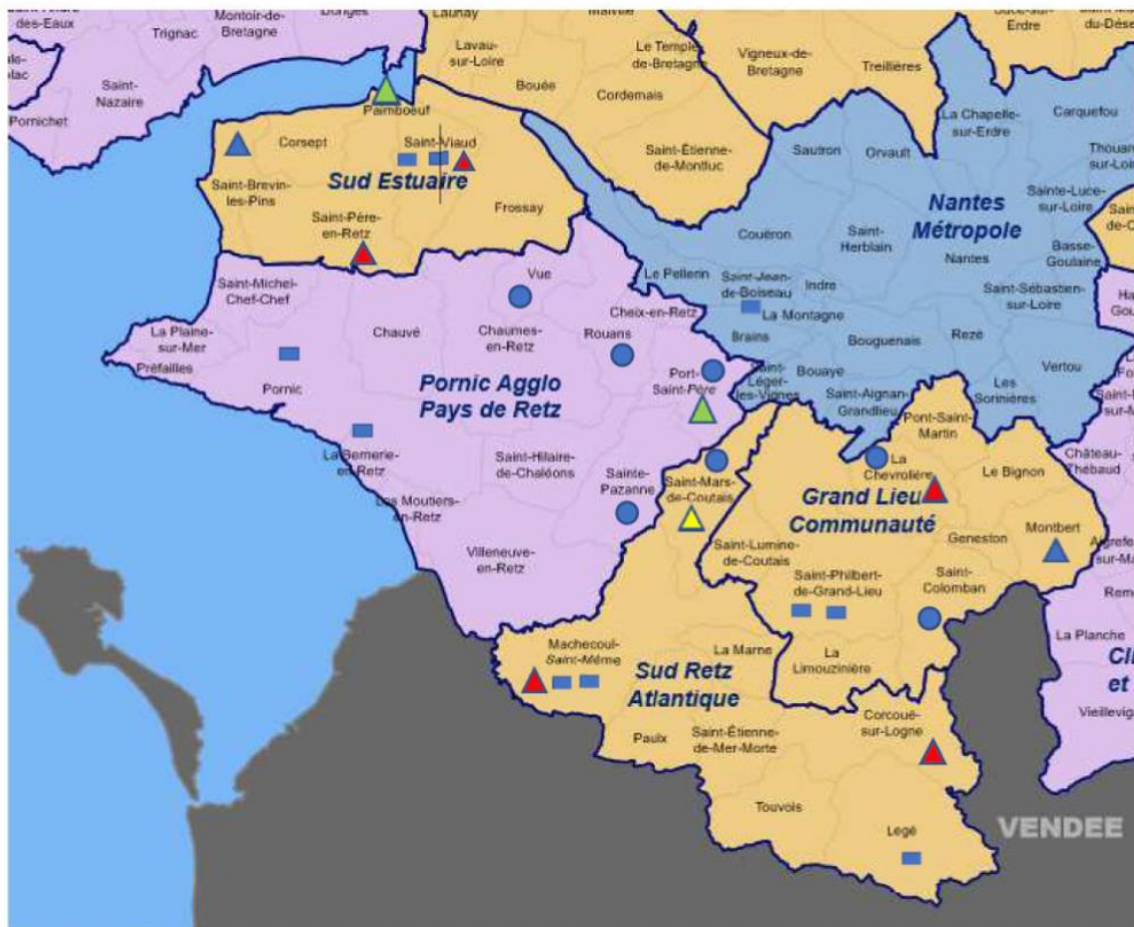 des-Eaux
Montoir-de-
Bretagne
Donges
Trignac
Saint-
Nazaire
Pornichet
Launay
Lavau-
sur-Loire
Bouée
Le Temple-
de-Bretagne
Cordemais
Saint-Étienne-
de-Montluc
Vigneux-de-
Bretagne
Treillières
Erdre
La Chapelle-
sur-Erdre
Carquefou
Sautron
Orvault
Sainte-Luce-
sur-Loire
Nantes
Métropole
Couëron
Saint-
Herblain
Nantes
Basse-
Goulaine
Saint-Sébastien-
sur-Loire
Paimboeuf
Corsept
Saint-Viaud
Sud Estuaire
Saint-Brevin-
les-Pins
Saint-Père-
en-Retz
Frossay
Le Pellerin
Saint-Jean-
de-Boiseau
Indre
La Montagne
Brains
Bouguenais
Rezé
Vertou
Bouaye
Saint-
Léger-
les-Vignes
Saint-Aignan-
Grandlieu
Les
Sorinières
Saint-Michel-
Chef-Chef
Vue
Cheix-en-Retz
La Plaine-
sur-Mer
Préfailles
Chauvé
Chaumes-
en-Retz
Rouans
Pornic
Pornic Agglo
Pays de Retz
Port-
Saint-Père
La Bernerie-
en-Retz
Saint-Hilaire-
de-Chaléons
Sainte-
Pazanne
Les Moutiers-
en-Retz
Villeneuve-
en-Retz
Saint-Mars-
de-Coutais
Pont-Saint-
Martin
La
Chevrolière
Le Bignon
Château-
Thébaud
Grand Lieu
Communauté
Geneston
Montbert
Saint-Lumine-
de-Coutais
Saint-Philbert-
de-Grand-Lieu
Saint-
Colomban
La
Limouzinière
La Planche
Machecoul-
Saint-Même
La Marne
Sud Retz
Atlantique
Paulx
Saint-Étienne-
de-Mer-Morte
Corcoué-
sur-Logne
Touvois
Legé
VENDEE